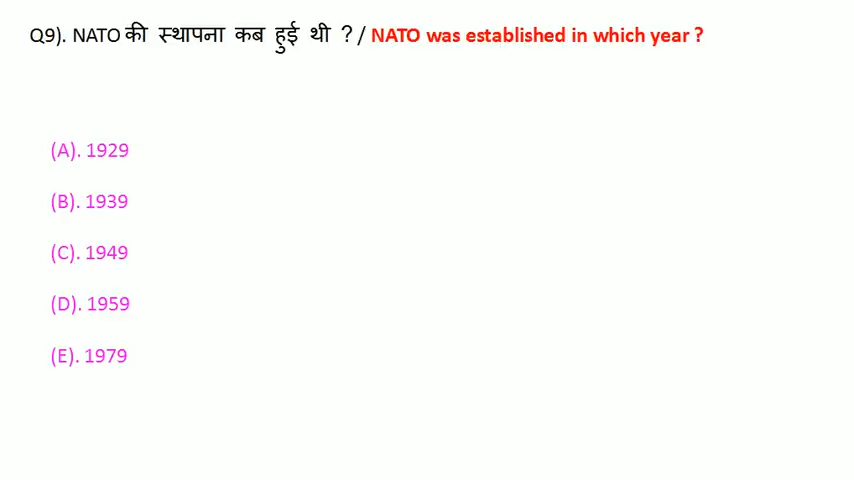 Q9). NATO की स्थापना कब हुई थी ? / NATO was established in which year ?
(A). 1929
(B). 1939
(C). 1949
(D). 1959
(E). 1979